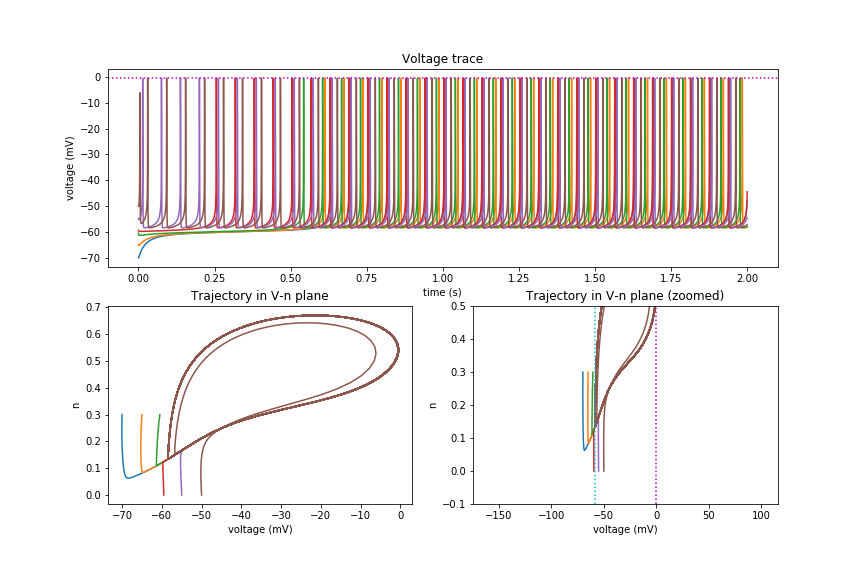 Voltage trace
voltage (mV)
0
−10
−20
−30
−40
−50
−60
−70
0.00 0.25 0.50 0.75 1.00 1.25 1.50 1.75 2.00
time (s)
Trajectory in V-n plane
n
0.7
0.6
0.5
0.4
0.3
0.2
0.1
0.0
−70 −60 −50 −40 −30 −20 −10 0
voltage (mV)
Trajectory in V-n plane (zoomed)
n
0.5
0.4
0.3
0.2
0.1
0.0
−0.1
−150 −100 −50 0 50 100
voltage (mV)